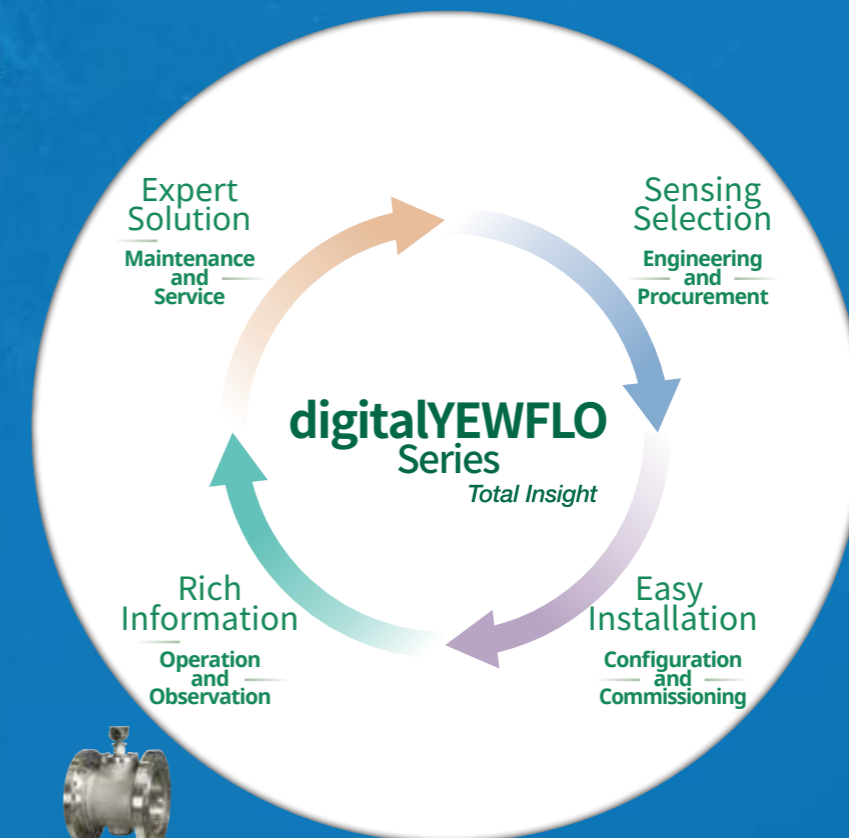 Expert
Solution
Maintenance
and
Service
Sensing
Selection
Engineering
and
Procurement
digitalYEWFLO
Series
Total Insight
Rich
Information
Operation
and
Observation
Easy
Installation
Configuration
and
Commissioning